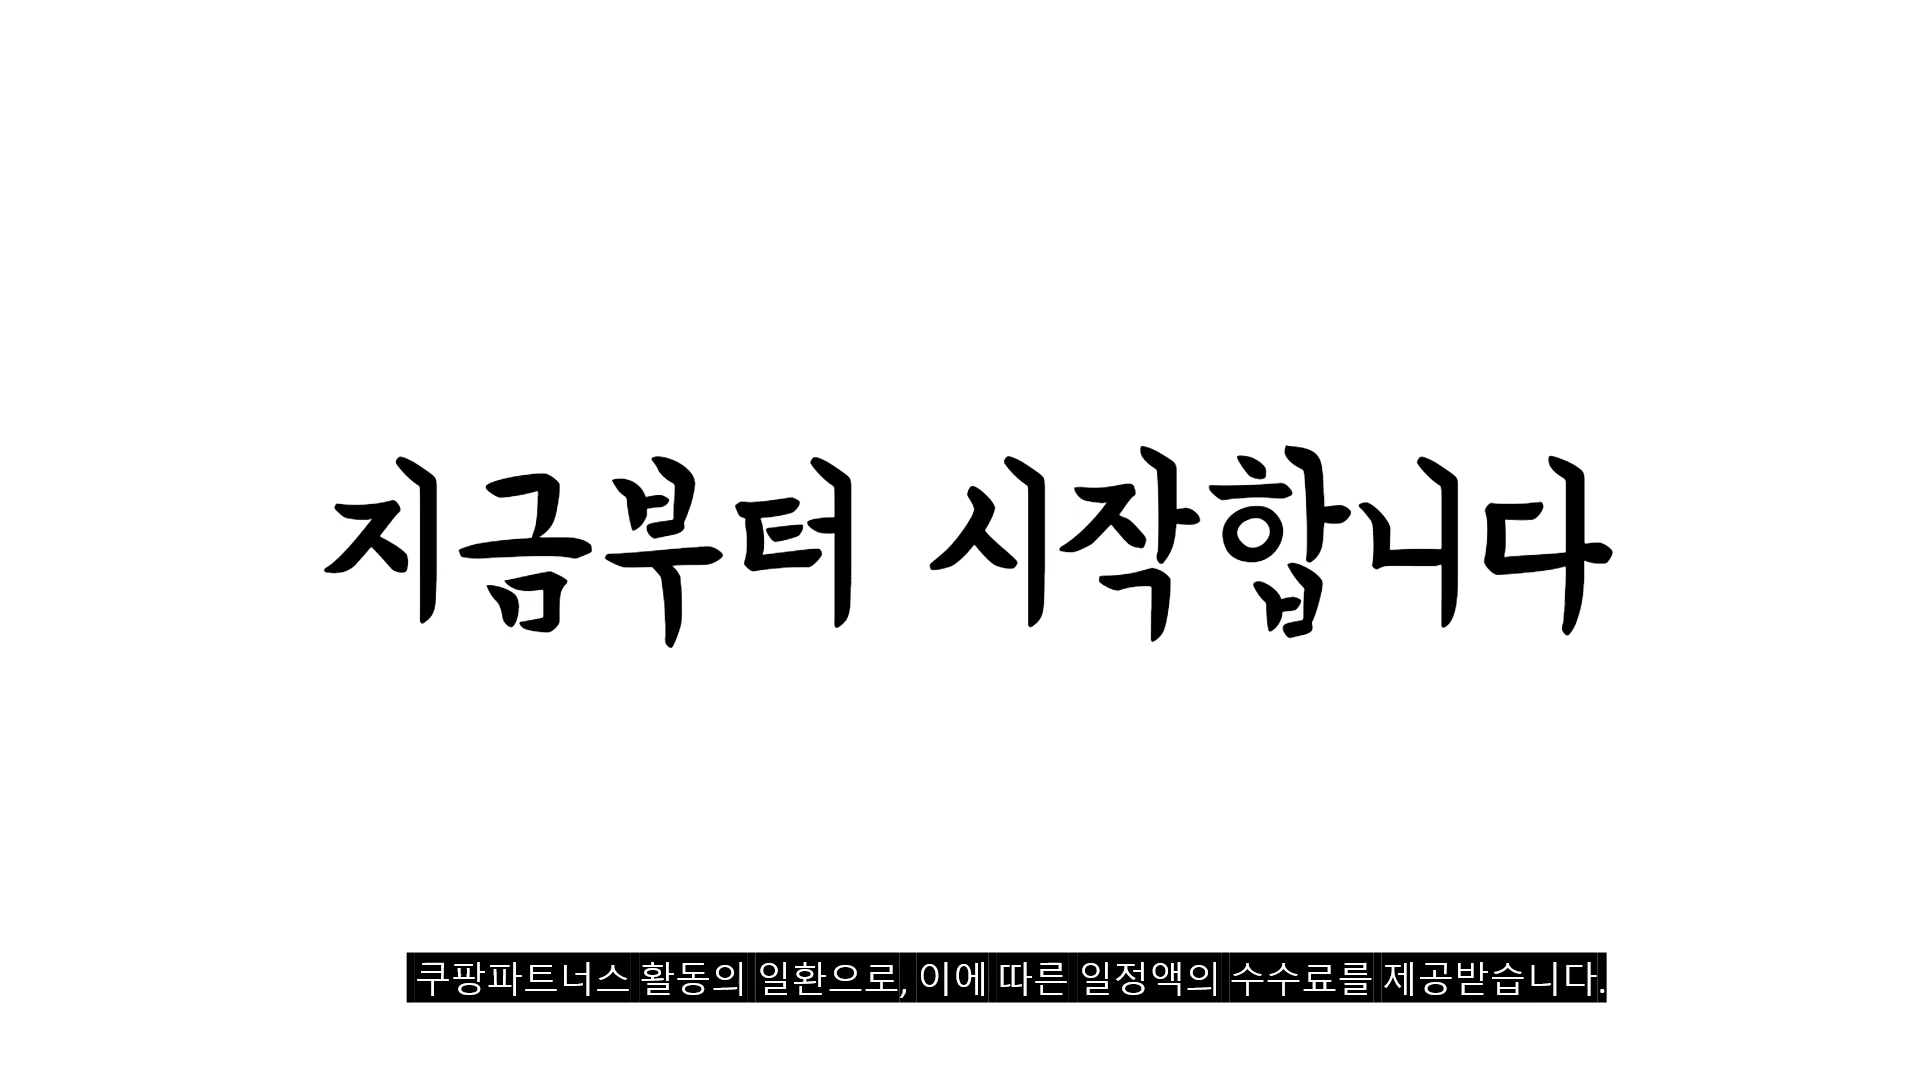 지금부터 시작합니다
쿠팡파트너스 활동의 일환으로, 이에 따른 일정액의 수수료를 제공받습니다.